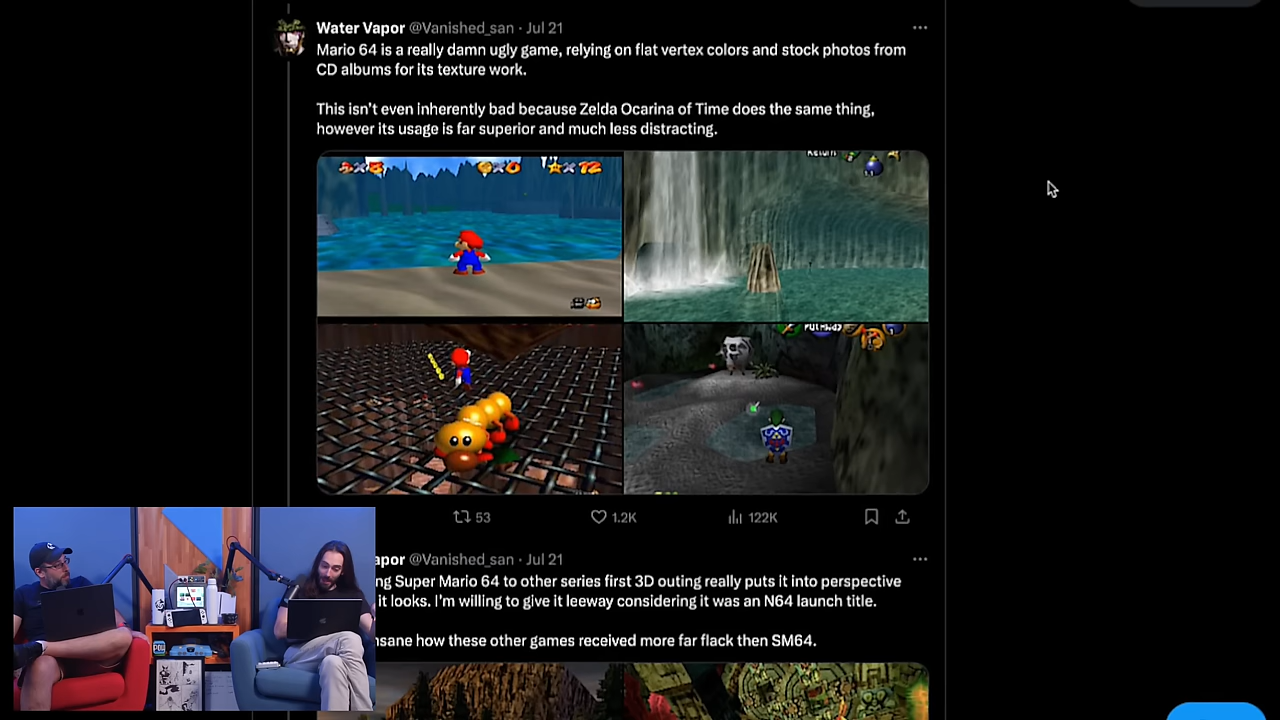 Water Vapor @Vanished_san · Jul 21
Mario 64 is a really damn ugly game, relying on flat vertex colors and stock photos from
CD albums for its texture work.
This isn't even inherently bad because Zelda Ocarina of Time does the same thing,
however its usage is far superior and much less distracting.
Return
72
Pathway
53
1.2K
122K
apor @Vanished_san · Jul 21
ng Super Mario 64 to other series first 3D outing really puts it into perspective
it looks. I'm willing to give it leeway considering it was an N64 launch title.
nsane how these other games received more far flack then SM64.
POW